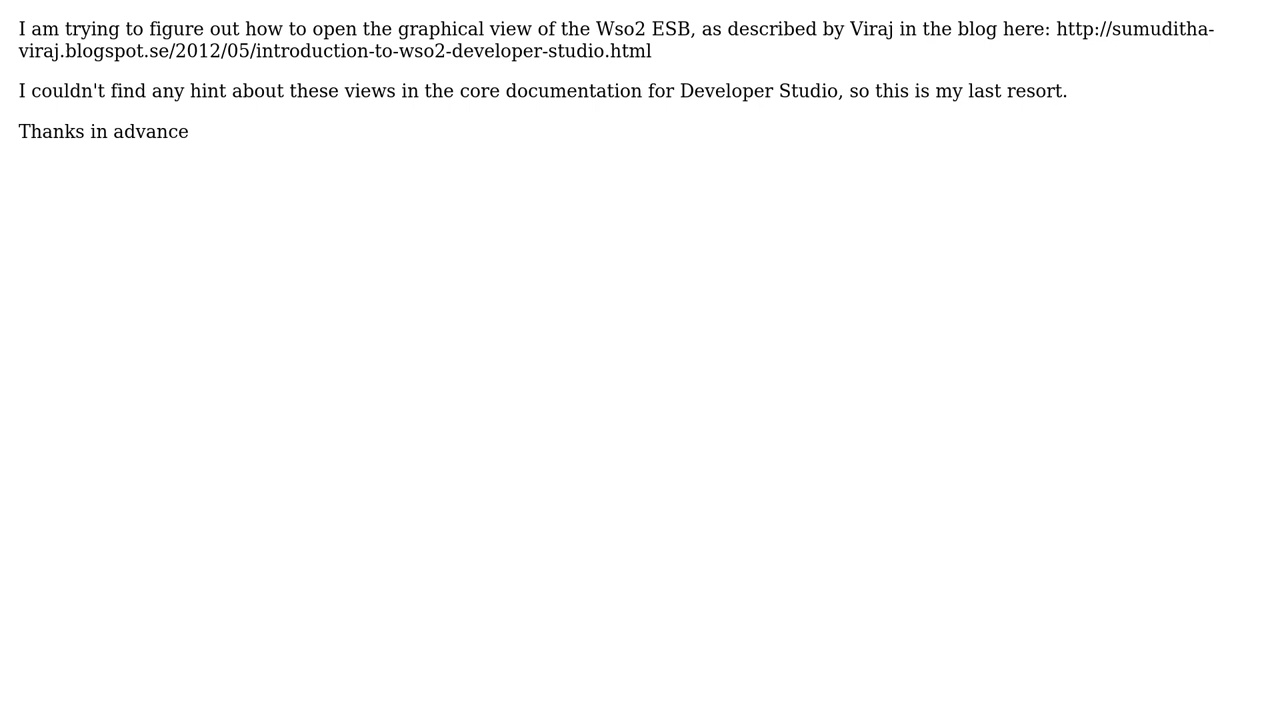 I am trying to figure out how to open the graphical view of the Wso2 ESB, as described by Viraj in the blog here: http://sumuditha-
viraj.blogspot.se/2012/05/introduction-to-wso2-developer-studio.html
I couldn't find any hint about these views in the core documentation for Developer Studio, so this is my last resort.
Thanks in advance